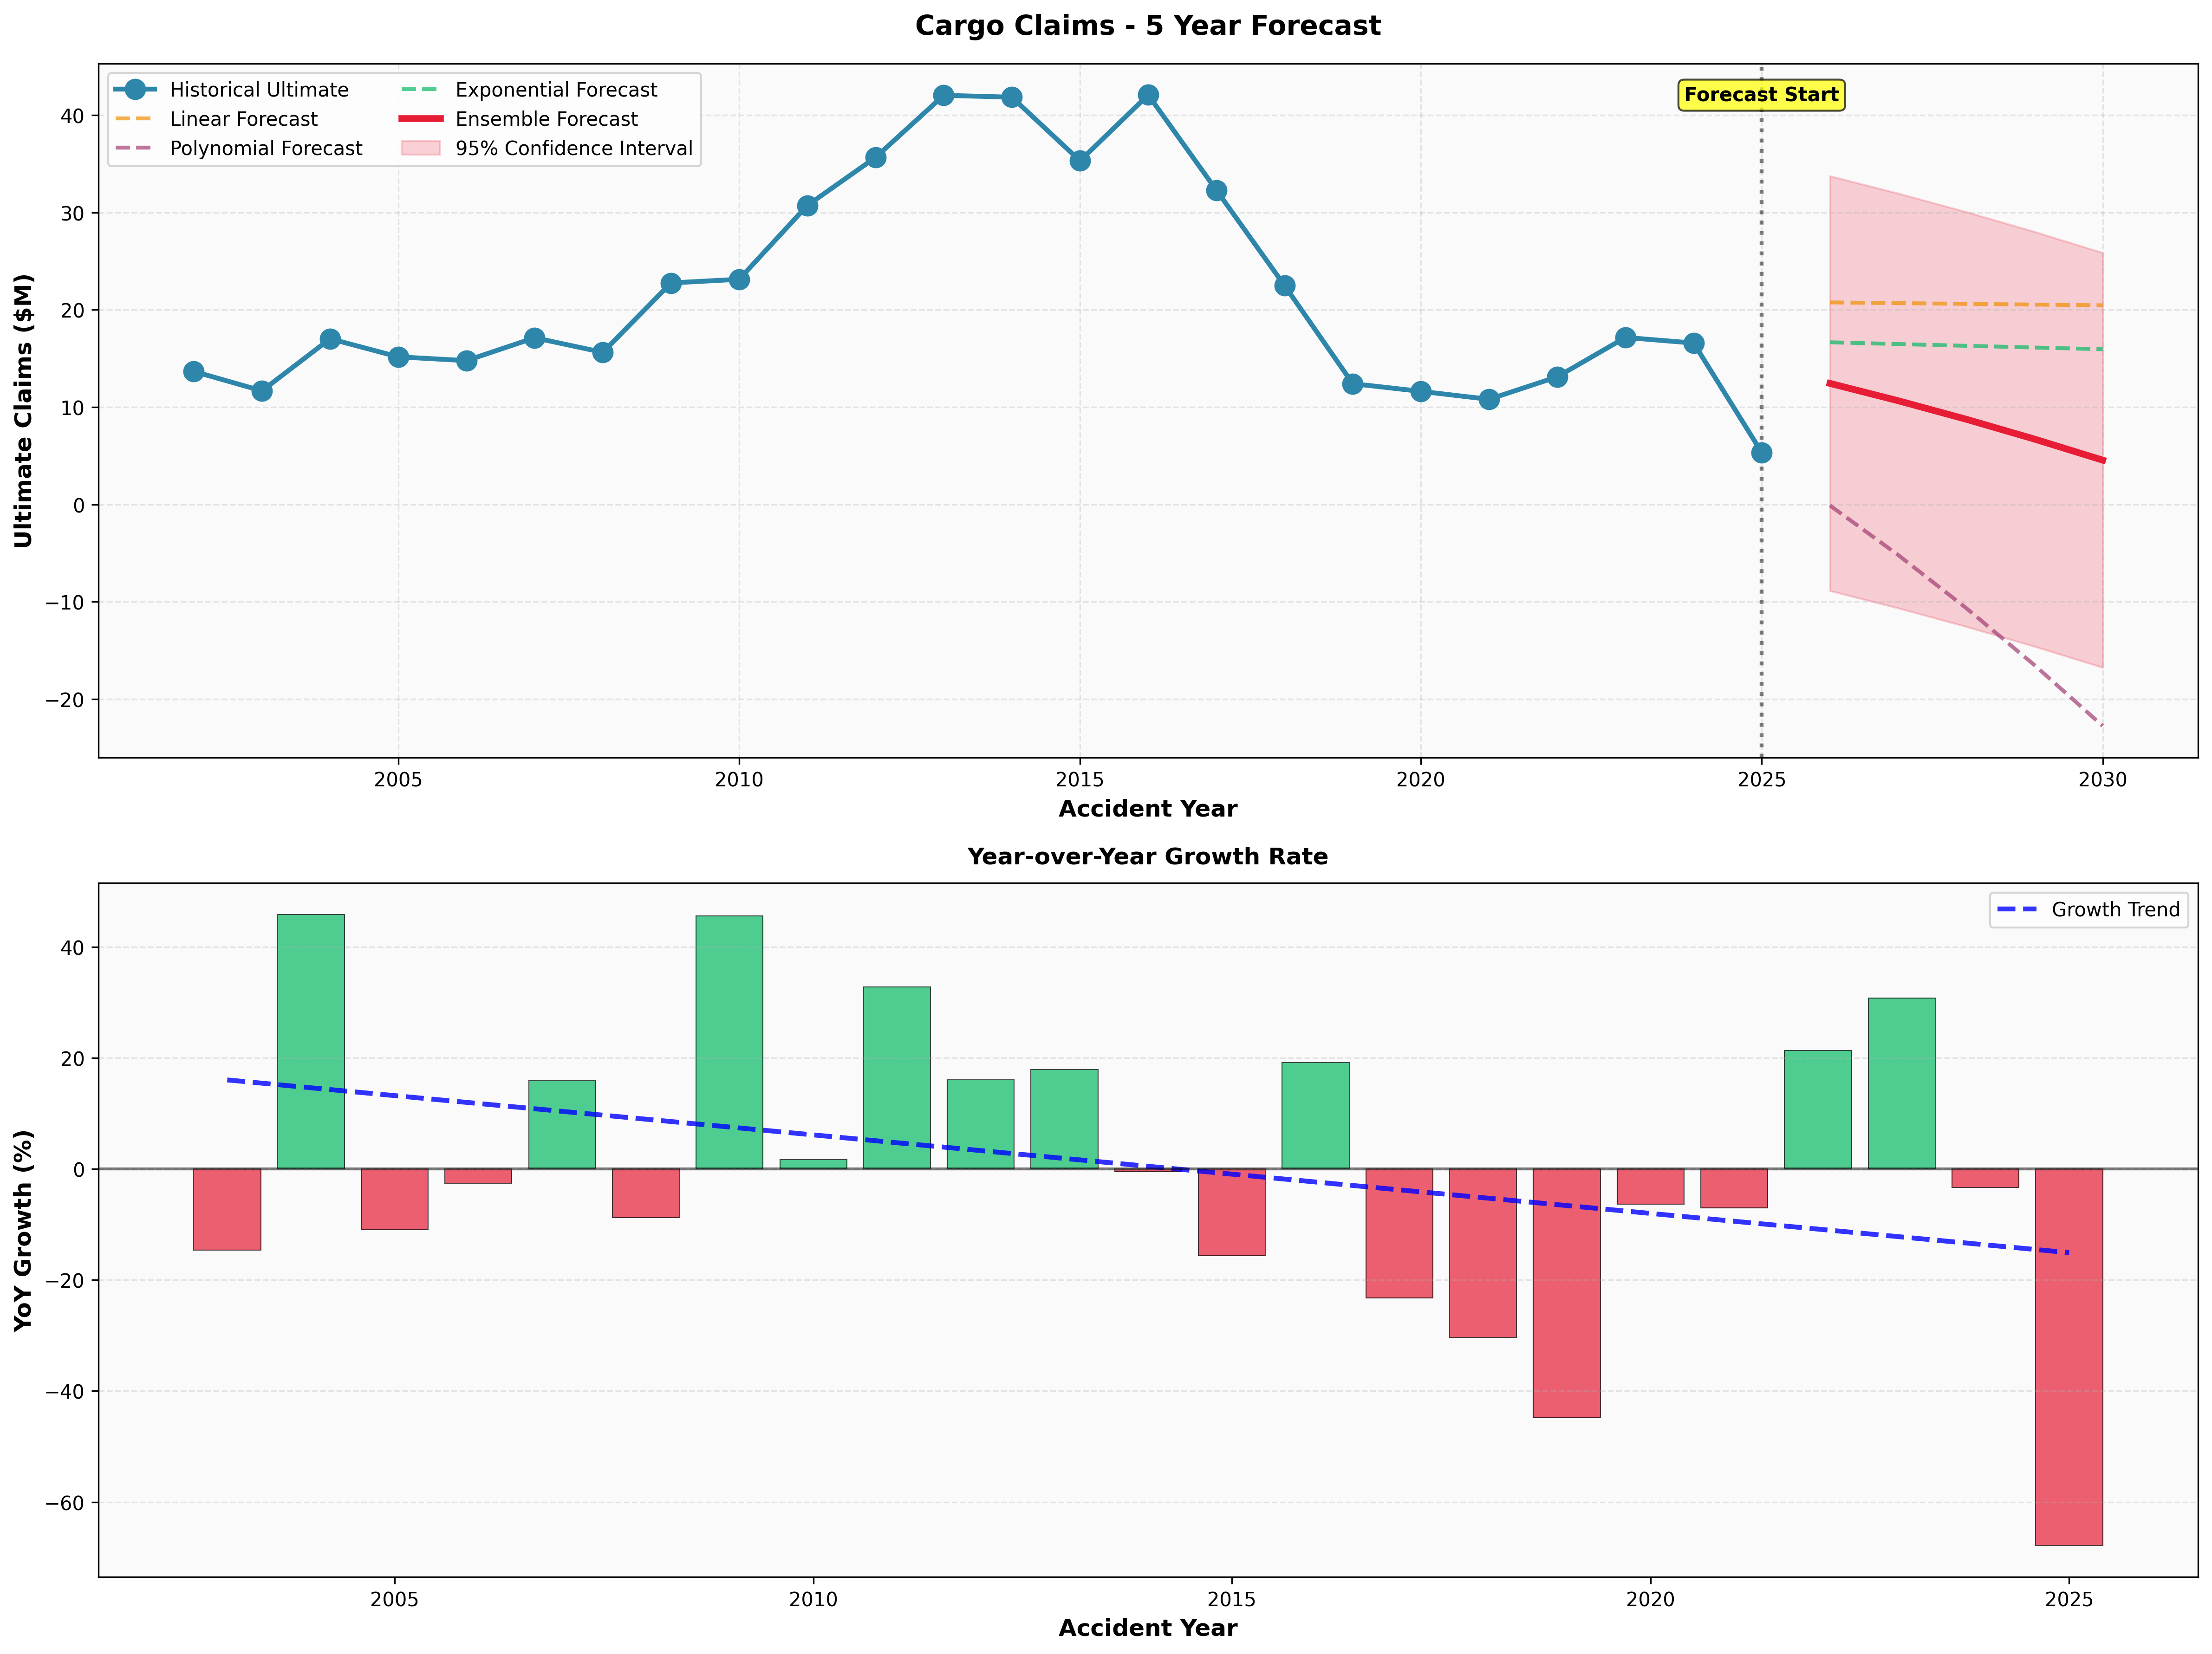 Cargo Claims - 5 Year Forecast
Historical Ultimate
Linear Forecast
Polynomial Forecast
Exponential Forecast
Ensemble Forecast
95% Confidence Interval
Forecast Start
Ultimate Claims ($M)
40
30
20
10
0
−10
−20
2005
2010
2015
2020
2025
2030
Accident Year
Year-over-Year Growth Rate
Growth Trend
YoY Growth (%)
40
20
0
−20
−40
−60
2005
2010
2015
2020
2025
Accident Year